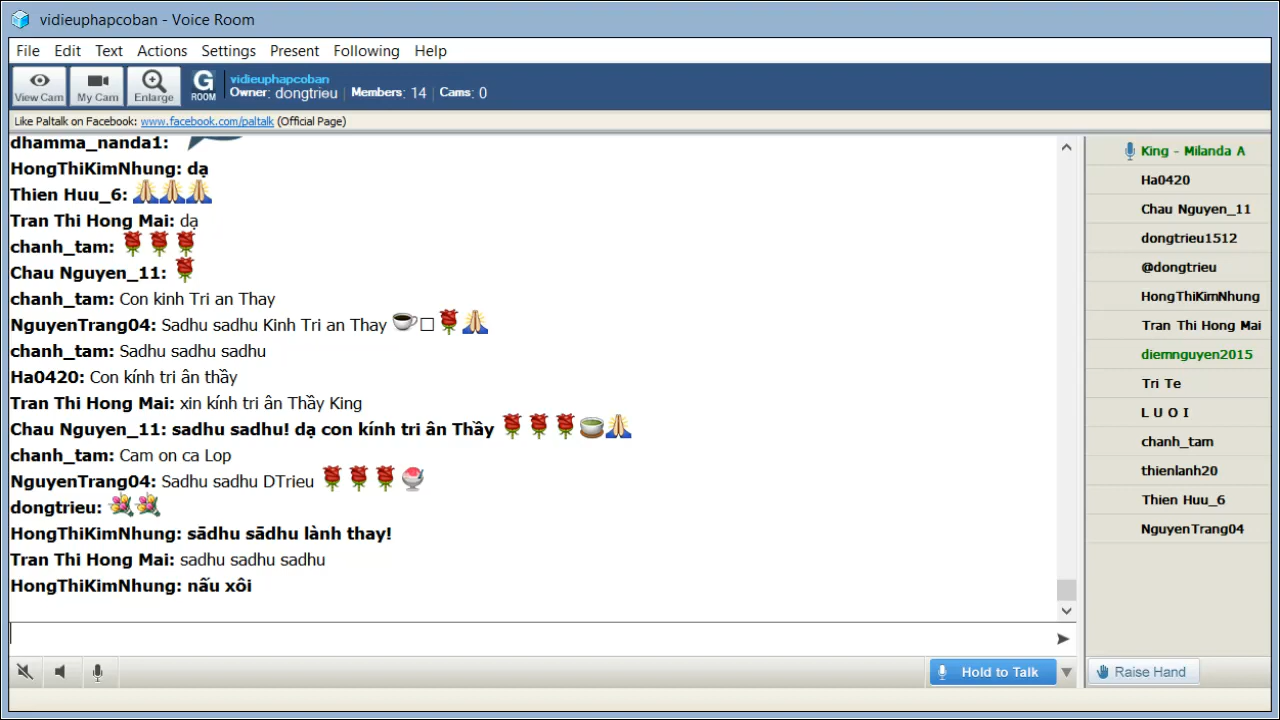 vidieuphapcoban - Voice Room
File Edit Text Actions Settings Present Following Help
View Cam My Cam Enlarge G ROOM
vidieuphapcoban
Owner: dongtrieu | Members: 14 | Cams: 0
Like Paltalk on Facebook: www.facebook.com/paltalk (Official Page)
dhamma_nanda1:
HongThiKimNhung: dạ
Thien Huu_6:
Tran Thi Hong Mai: dạ
chanh_tam:
Chau Nguyen_11:
chanh_tam: Con kinh Tri an Thay
NguyenTrang04: Sadhu sadhu Kinh Tri an Thay
chanh_tam: Sadhu sadhu sadhu
Ha0420: Con kính tri ân thầy
Tran Thi Hong Mai: xin kính tri ân Thầy King
Chau Nguyen_11: sadhu sadhu! dạ con kính tri ân Thầy
chanh_tam: Cam on ca Lop
NguyenTrang04: Sadhu sadhu DTrieu
dongtrieu:
HongThiKimNhung: sādhu sādhu lành thay!
Tran Thi Hong Mai: sadhu sadhu sadhu
HongThiKimNhung: nấu xôi
King - Milanda A
Ha0420
Chau Nguyen_11
dongtrieu1512
@dongtrieu
HongThiKimNhung
Tran Thi Hong Mai
diemnguyen2015
Tri Te
L U O I
chanh_tam
thienlanh20
Thien Huu_6
NguyenTrang04
Hold to Talk
Raise Hand